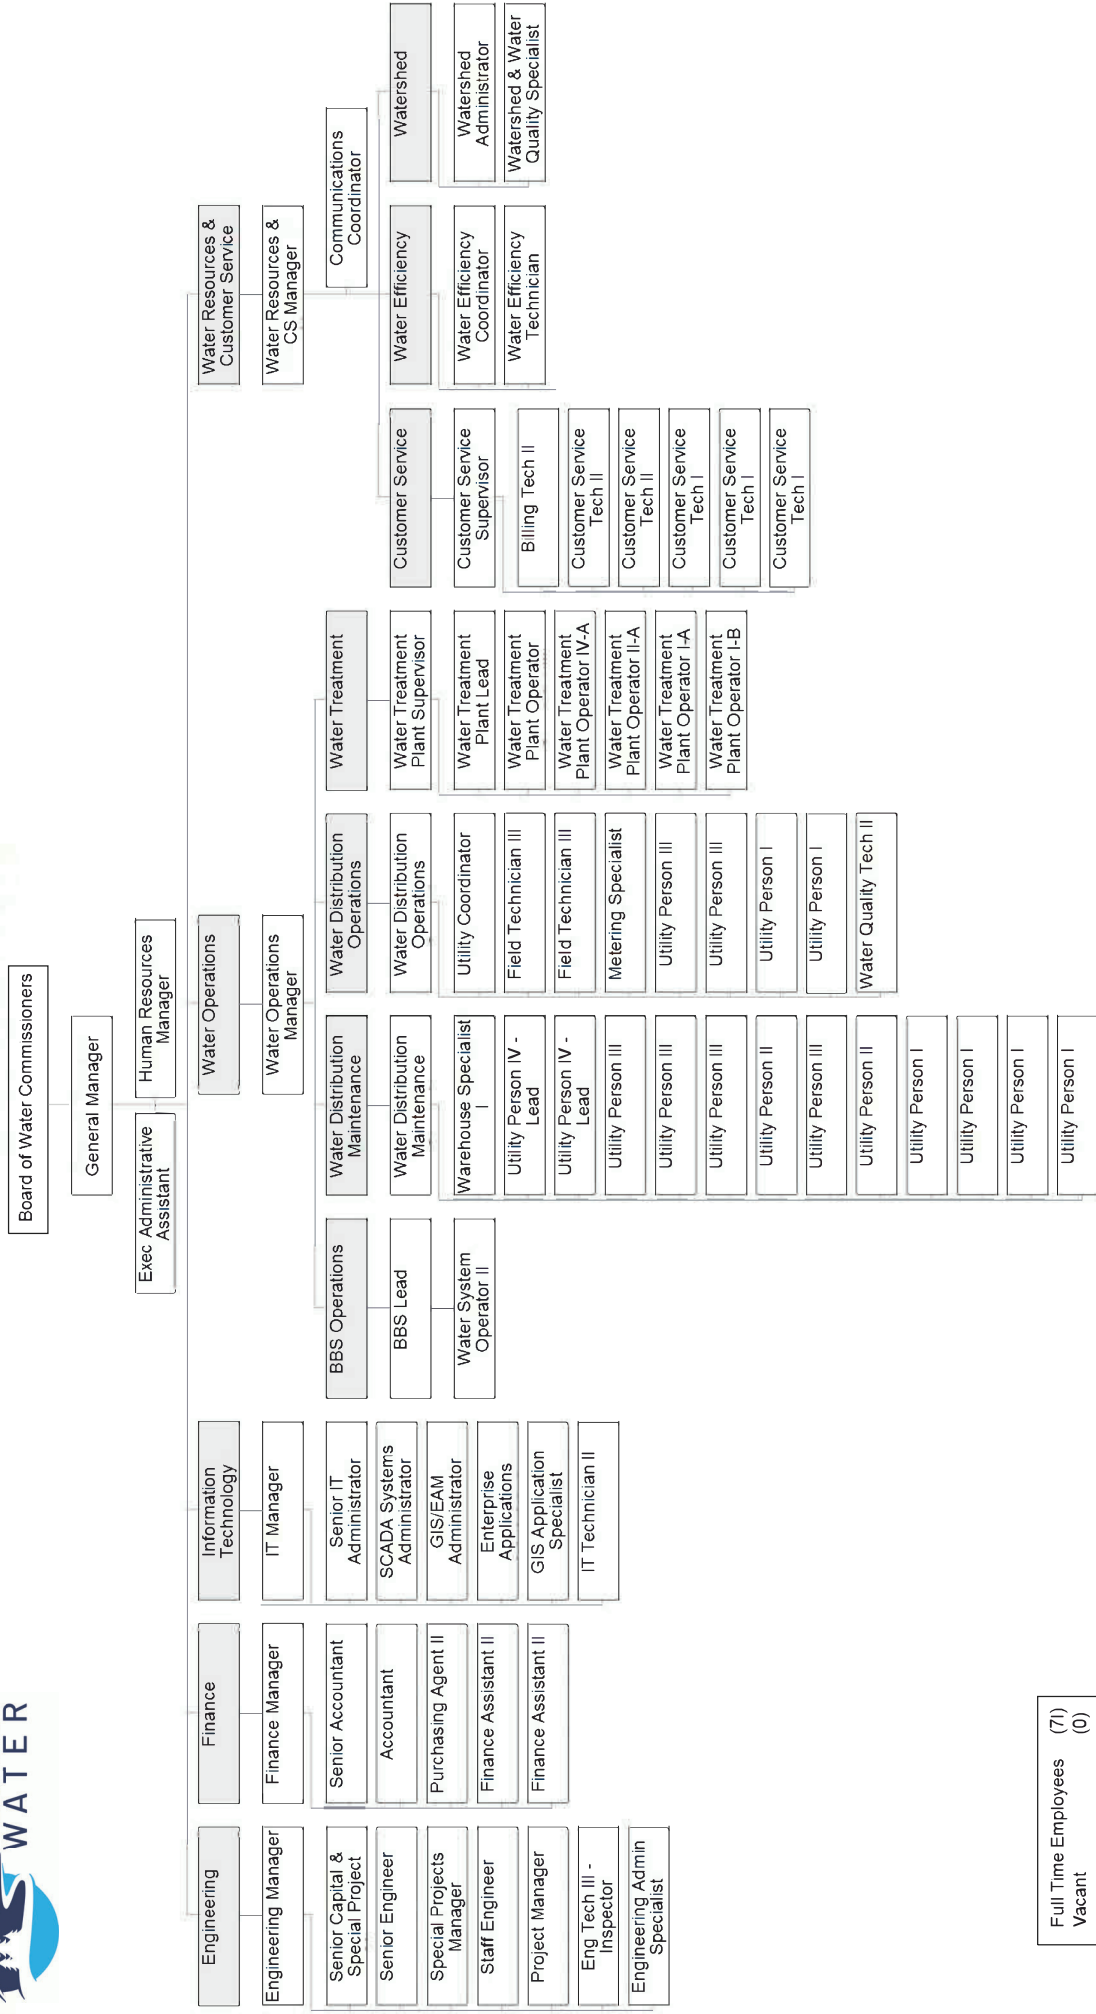 WATER
Board of Water Commissioners
General Manager
Exec Administrative
Assistant
Human Resources
Manager
Engineering
Engineering Manager
Senior Capital &
Special Project
Senior Engineer
Special Projects
Manager
Staff Engineer
Project Manager
Eng Tech III -
Inspector
Engineering Admin
Specialist
Finance
Finance Manager
Senior Accountant
Accountant
Purchasing Agent II
Finance Assistant II
Finance Assistant II
Information
Technology
IT Manager
Senior IT
Administrator
SCADA Systems
Administrator
GIS/EAM
Administrator
Enterprise
Applications
GIS Application
Specialist
IT Technician II
Water Operations
Water Operations
Manager
BBS Operations
BBS Lead
Water System
Operator II
Water Distribution
Maintenance
Water Distribution
Maintenance
Warehouse Specialist
I
Utility Person IV -
Lead
Utility Person IV -
Lead
Utility Person III
Utility Person III
Utility Person III
Utility Person II
Utility Person III
Utility Person II
Utility Person I
Utility Person I
Utility Person I
Utility Person I
Water Distribution
Operations
Water Distribution
Operations
Utility Coordinator
Field Technician III
Field Technician III
Metering Specialist
Utility Person III
Utility Person III
Utility Person I
Utility Person I
Water Quality Tech II
Water Treatment
Water Treatment
Plant Supervisor
Water Treatment
Plant Lead
Water Treatment
Plant Operator
Water Treatment
Plant Operator IV-A
Water Treatment
Plant Operator II-A
Water Treatment
Plant Operator I-A
Water Treatment
Plant Operator I-B
Water Resources &
Customer Service
Water Resources &
CS Manager
Communications
Coordinator
Customer Service
Customer Service
Supervisor
Billing Tech II
Customer Service
Tech II
Customer Service
Tech II
Customer Service
Tech I
Customer Service
Tech I
Customer Service
Tech I
Water Efficiency
Water Efficiency
Coordinator
Water Efficiency
Technician
Watershed
Watershed
Administrator
Watershed & Water
Quality Specialist
Full Time Employees (7I)
Vacant (0)